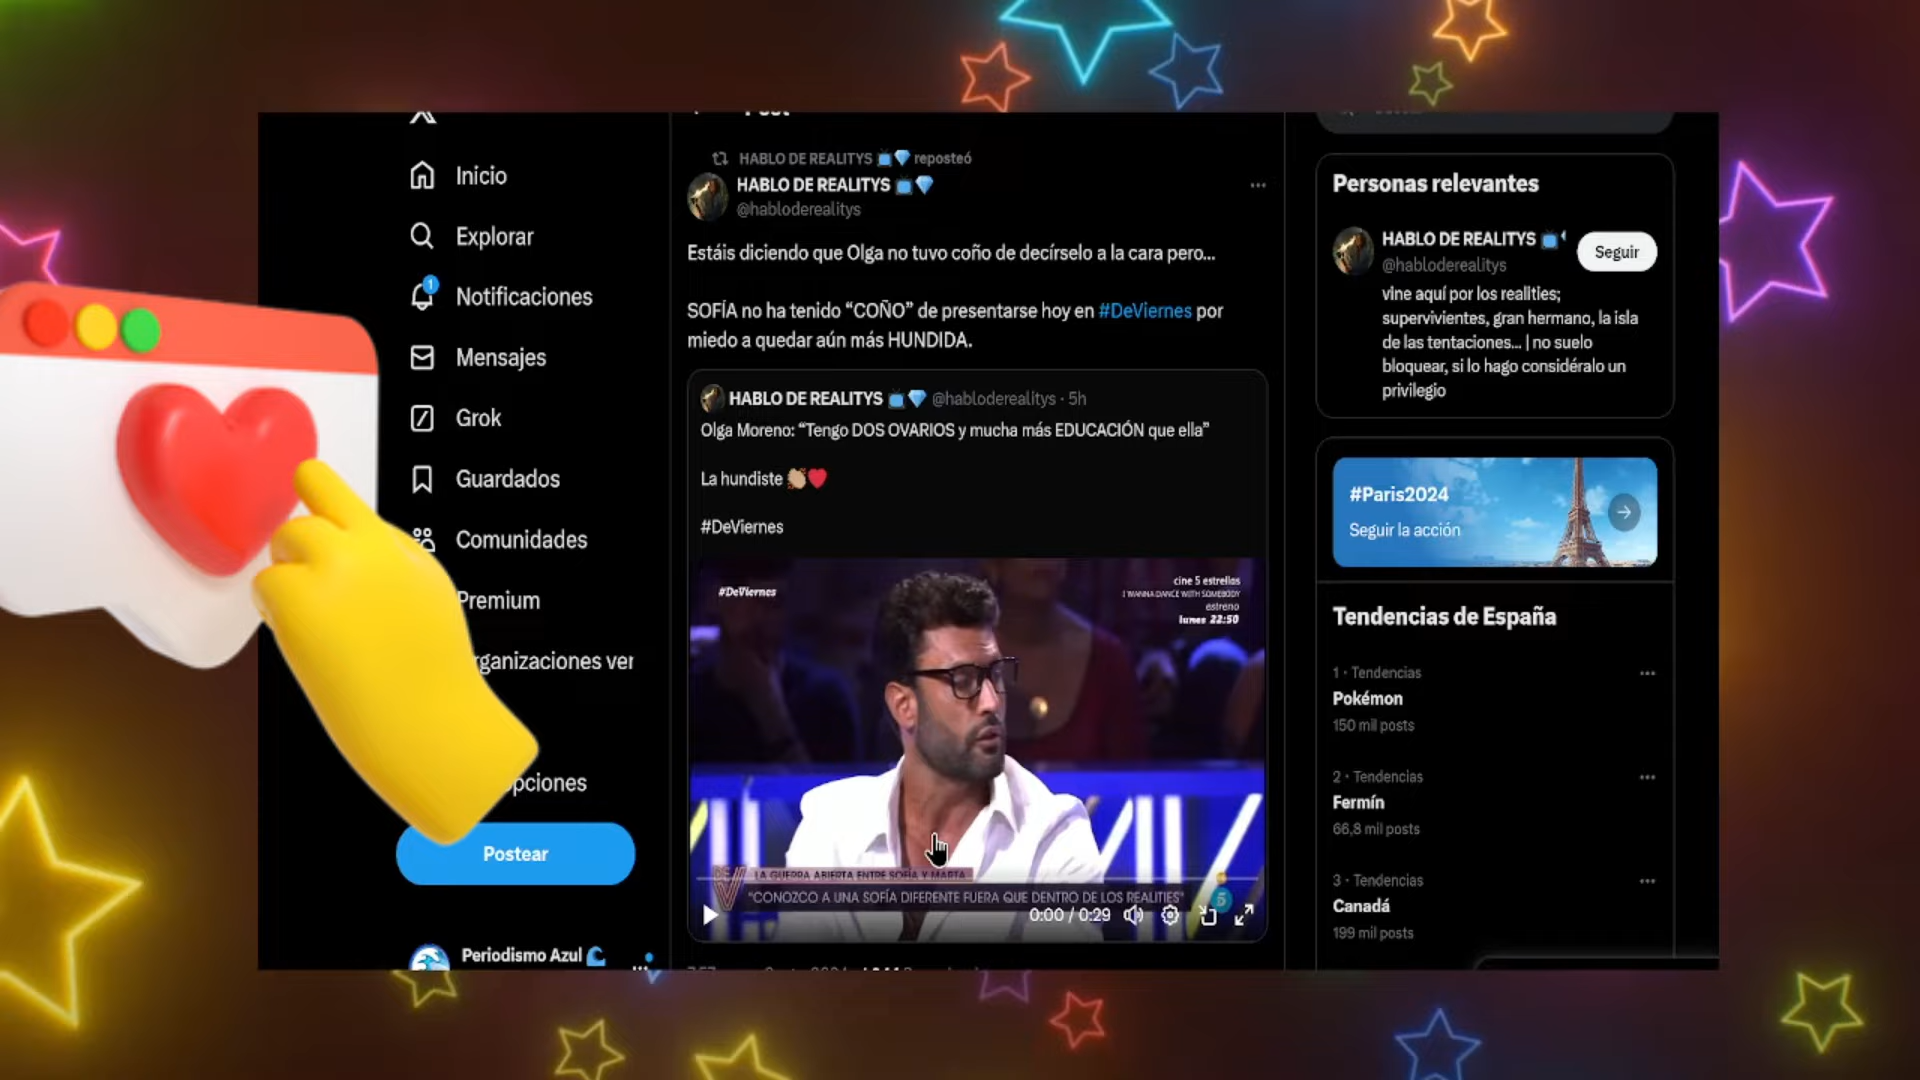 Inicio
Explorar
1
Notificaciones
Mensajes
Grok
Guardados
Comunidades
Premium
rganizaciones ver
pciones
Postear
Periodismo Azul
HABLO DE REALITYS reposteó
HABLO DE REALITYS
@habloderealitys
Estáis diciendo que Olga no tuvo coño de decírselo a la cara pero...
SOFÍA no ha tenido “COÑO” de presentarse hoy en #DeViernes por
miedo a quedar aún más HUNDIDA.
HABLO DE REALITYS @habloderealitys · 5h
Olga Moreno: “Tengo DOS OVARIOS y mucha más EDUCACIÓN que ella”
La hundiste
#DeViernes
#DeViernes
cine 5 estrellas
I WANNA DANCE WITH SOMEBODY
estreno
lunes 22:50
LA GUERRA ABIERTA ENTRE SOFÍA Y MARTA
"CONOZCO A UNA SOFÍA DIFERENTE FUERA QUE DENTRO DE LOS REALITIES"
5
0:00 / 0:29
Personas relevantes
HABLO DE REALITYS
@habloderealitys
Seguir
vine aquí por los realities;
supervivientes, gran hermano, la isla
de las tentaciones... | no suelo
bloquear, si lo hago considéralo un
privilegio
#Paris2024
Seguir la acción
Tendencias de España
1 · Tendencias
Pokémon
150 mil posts
2 · Tendencias
Fermín
66,8 mil posts
3 · Tendencias
Canadá
199 mil posts